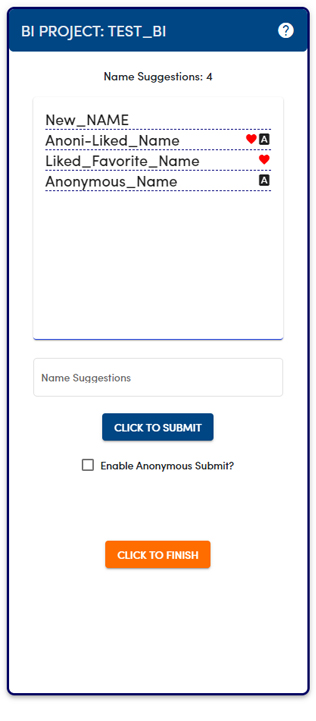 BI PROJECT: TEST_BI ?
Name Suggestions: 4
New_NAME
Anoni-Liked_Name A
Liked_Favorite_Name
Anonymous_Name A
Name Suggestions
CLICK TO SUBMIT
Enable Anonymous Submit?
CLICK TO FINISH